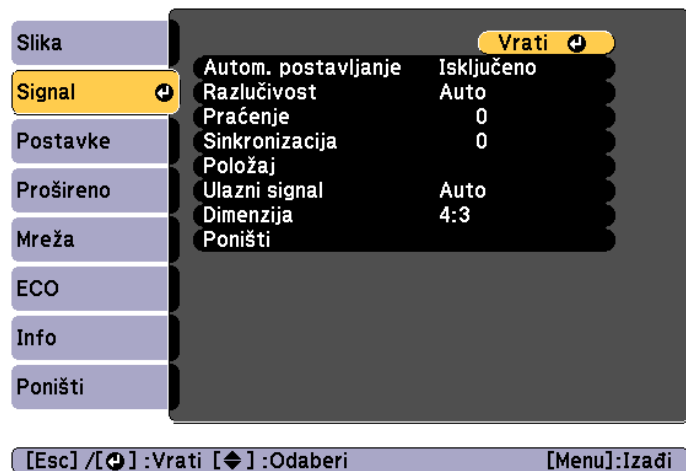 Slika
Signal
Postavke
Prošireno
Mreža
ECO
Info
Poništi
Vrati
Autom. postavljanje Isključeno
Razlučivost Auto
Praćenje 0
Sinkronizacija 0
Položaj
Ulazni signal Auto
Dimenzija 4:3
Poništi
[Esc] /[⏎] :Vrati [◆] :Odaberi [Menu]:Izađi